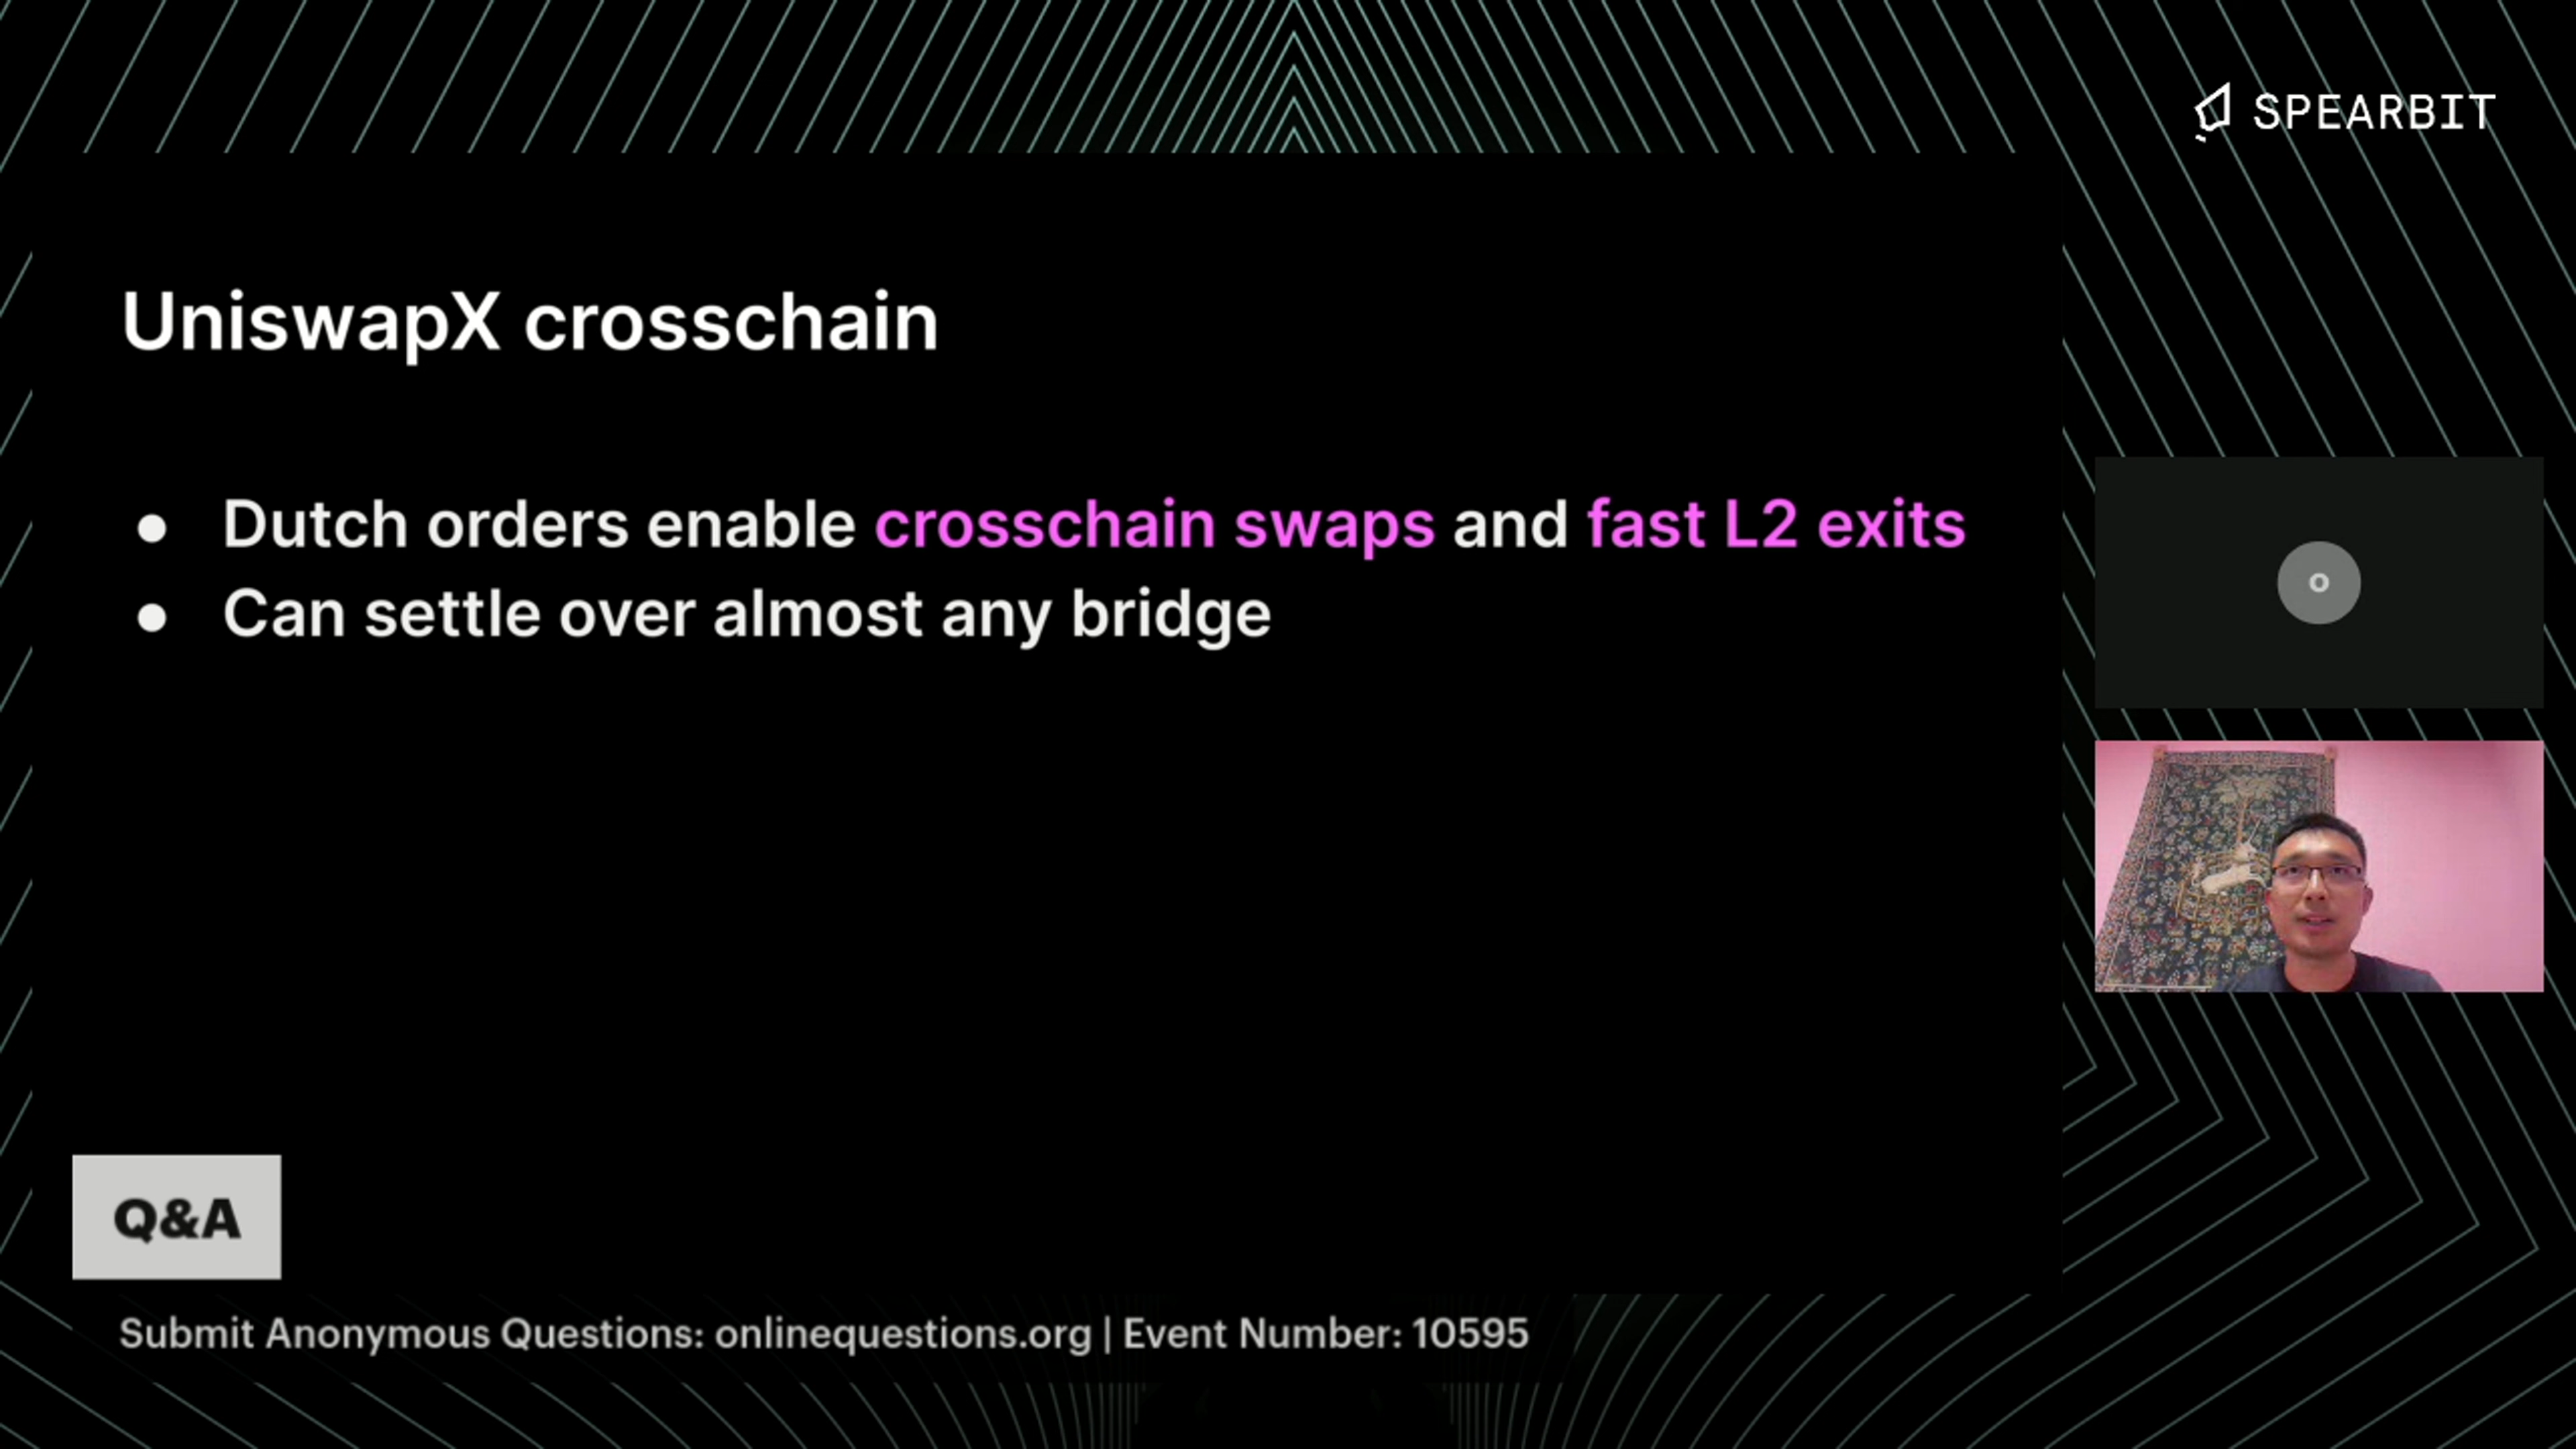 SPEARBIT
UniswapX crosschain
● Dutch orders enable crosschain swaps and fast L2 exits
● Can settle over almost any bridge
o
Q&A
Submit Anonymous Questions: onlinequestions.org | Event Number: 10595